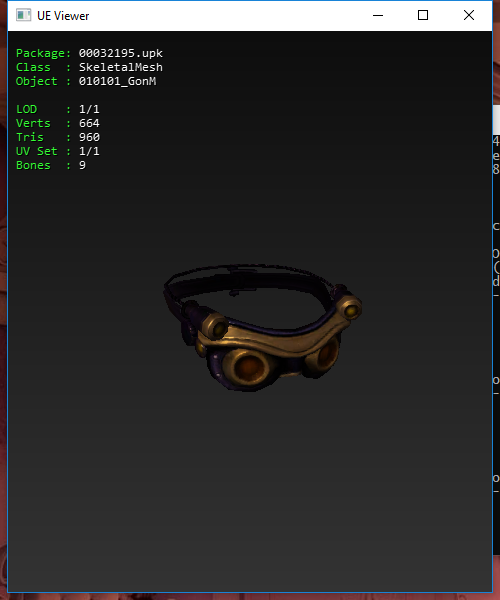 UE Viewer
Package: 00032195.upk
Class  : SkeletalMesh
Object : 010101_GonM
LOD    : 1/1
Verts  : 664
Tris   : 960
UV Set : 1/1
Bones  : 9